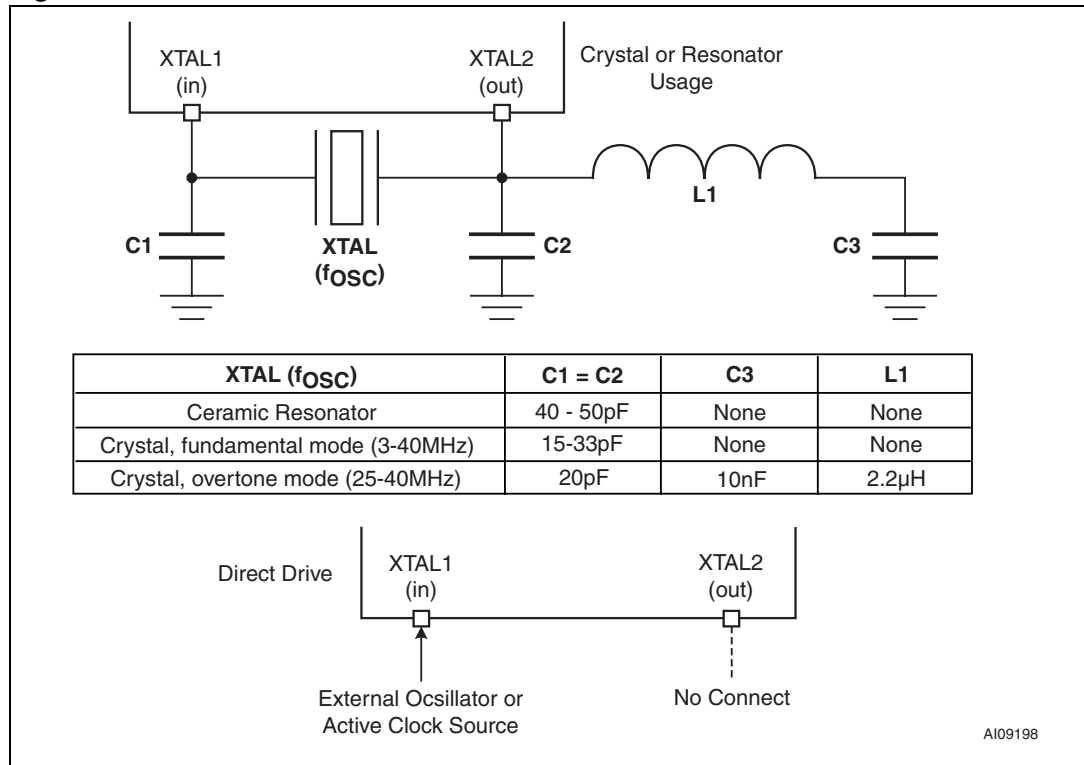 XTAL1
(in)
XTAL2
(out)
Crystal or Resonator
Usage
L1
C1
XTAL
(fOSC)
C2
C3
XTAL (fOSC) C1 = C2 C3 L1
Ceramic Resonator 40 - 50pF None None
Crystal, fundamental mode (3-40MHz) 15-33pF None None
Crystal, overtone mode (25-40MHz) 20pF 10nF 2.2µH
Direct Drive
XTAL1
(in)
XTAL2
(out)
External Ocsillator or
Active Clock Source
No Connect
AI09198